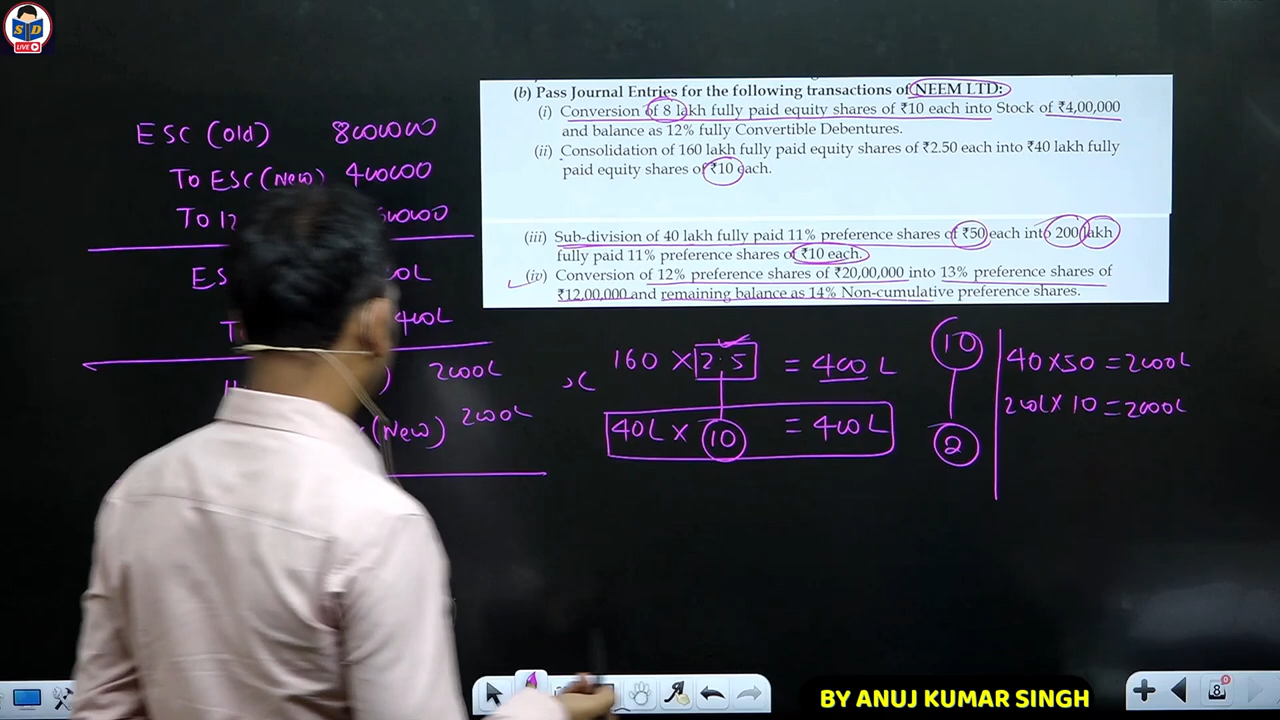 S D
LIVE
(b) Pass Journal Entries for the following transactions of NEEM LTD:
(i) Conversion of 8 lakh fully paid equity shares of ₹10 each into Stock of ₹4,00,000
and balance as 12% fully Convertible Debentures.
(ii) Consolidation of 160 lakh fully paid equity shares of ₹2.50 each into ₹40 lakh fully
paid equity shares of ₹10 each.
(iii) Sub-division of 40 lakh fully paid 11% preference shares of ₹50 each into 200 lakh
fully paid 11% preference shares of ₹10 each.
(iv) Conversion of 12% preference shares of ₹20,00,000 into 13% preference shares of
₹12,00,000 and remaining balance as 14% Non-cumulative preference shares.
ESC (old) 8000000
To ESC (New) 400000
To 12
ES
400L
) 2000L
(New) 2000L
160 × 2.5 = 400 L
40L × 10 = 400L
10
2
40×50 = 2000L
200L × 10 = 2000L
8
0
BY ANUJ KUMAR SINGH